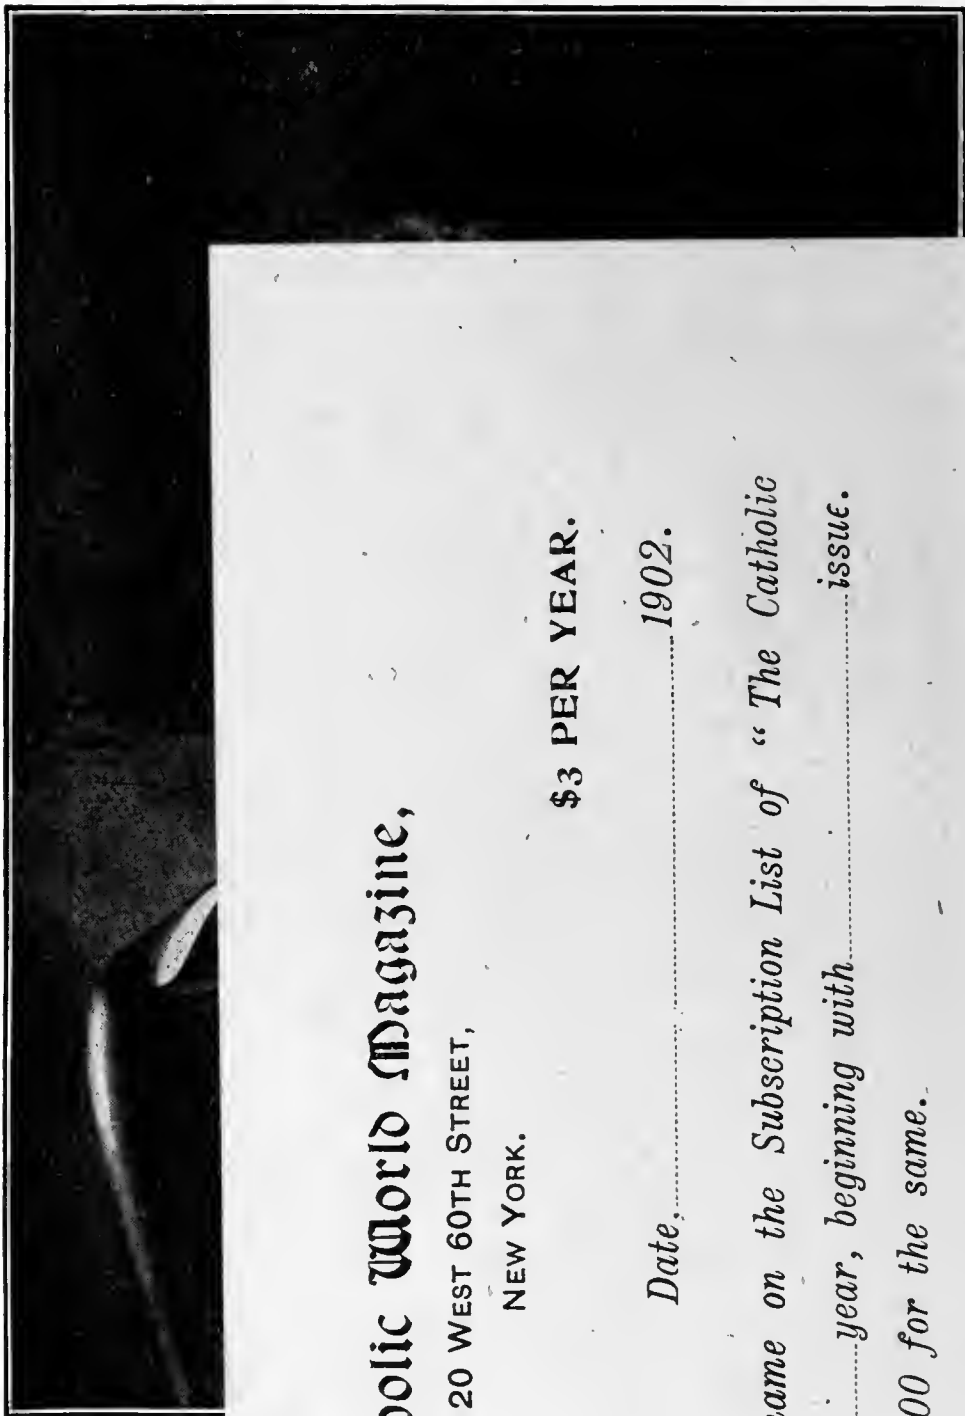 holic World Magazine,
20 WEST 60TH STREET,
NEW YORK.
$3 PER YEAR.
Date,..............................1902.
ame on the Subscription List of “ The Catholic
......year, beginning with..............................issue.
00 for the same.